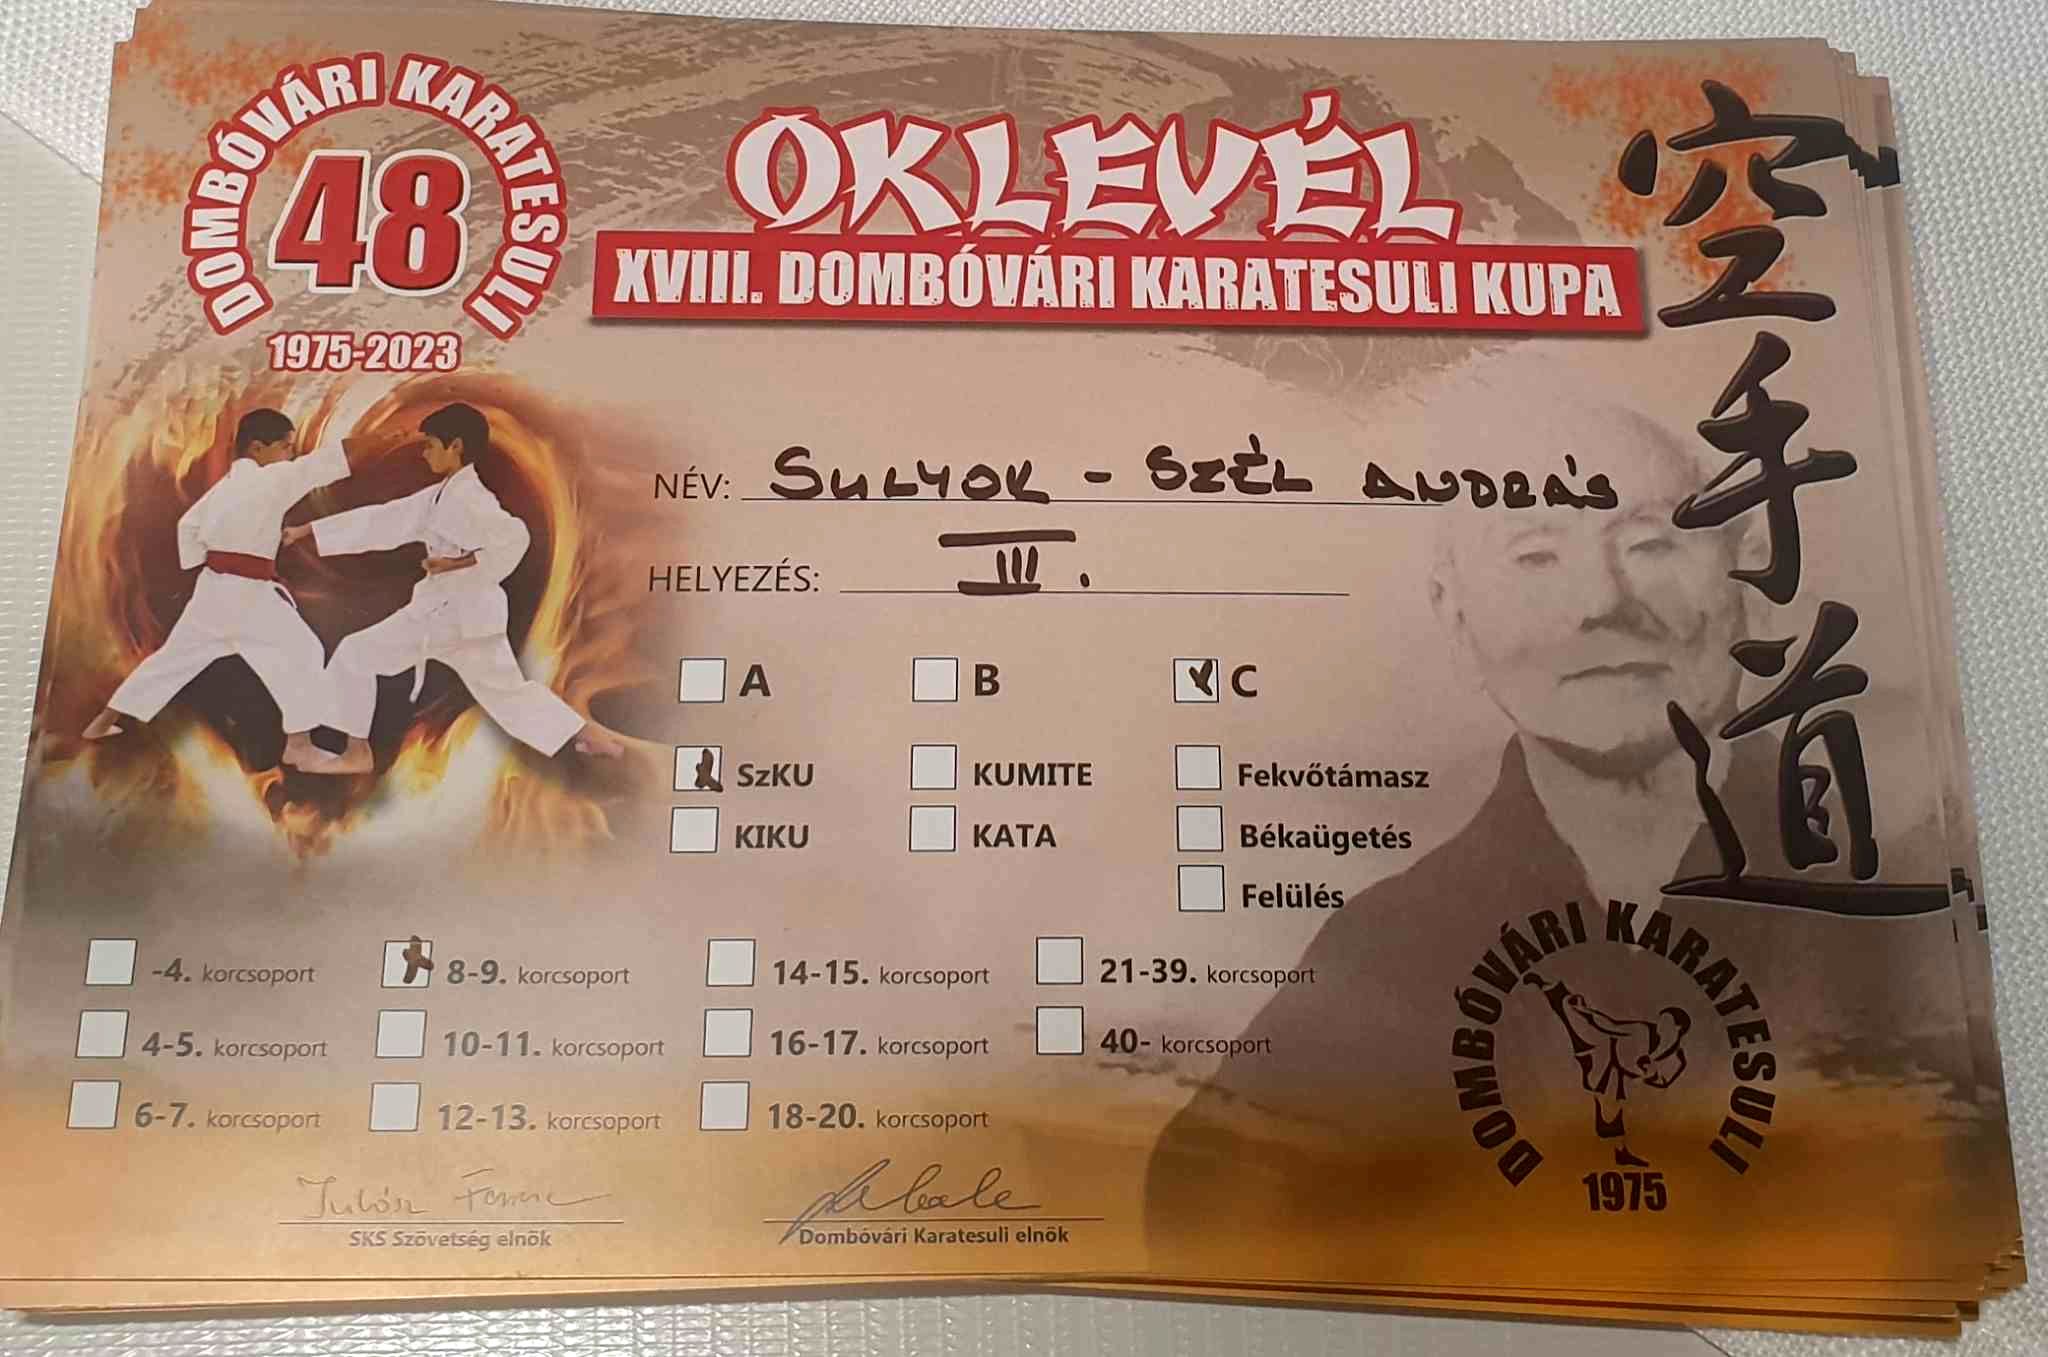 DOMBÓVÁRI KARATESULI
48
1975-2023
OKLEVÉL
XVIII. DOMBÓVÁRI KARATESULI KUPA
空手道
NÉV: SULYOK - SZÉL ANDRÁS
HELYEZÉS: III.
A B C
SzKU KUMITE Fekvőtámasz
KIKU KATA Békaügetés
Felülés
-4. korcsoport 8-9. korcsoport 14-15. korcsoport 21-39. korcsoport
4-5. korcsoport 10-11. korcsoport 16-17. korcsoport 40- korcsoport
6-7. korcsoport 12-13. korcsoport 18-20. korcsoport
SKS Szövetség elnök Dombóvári Karatesuli elnök
DOMBÓVÁRI KARATESULI
1975